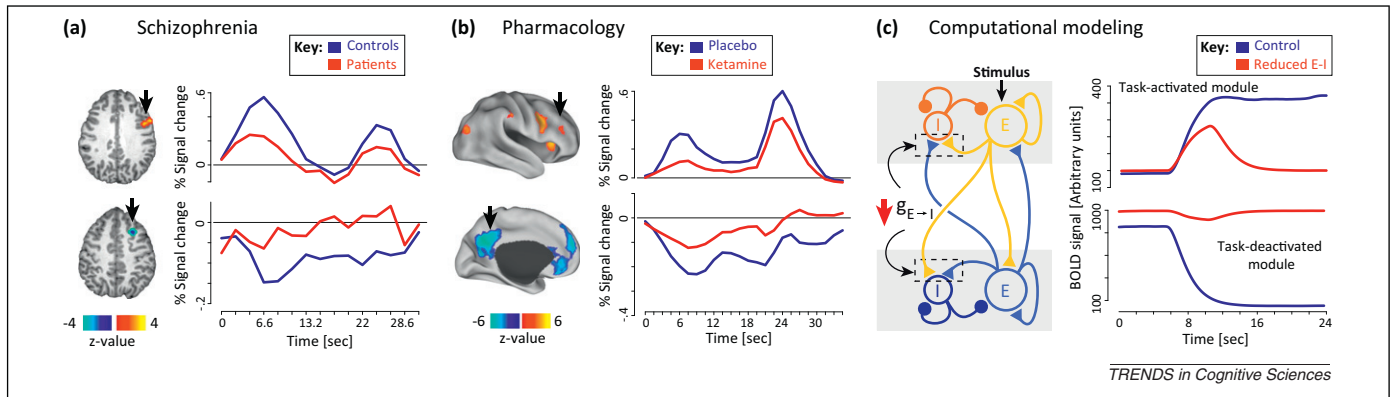 (a) Schizophrenia
Key: Controls
Patients
% Signal change
.6
0
% Signal change
0
-.2
-4 4
z-value
0 6.6 13.2 22 28.6
Time [sec]
(b) Pharmacology
Key: Placebo
Ketamine
% Signal change
.6
0
% Signal change
0
-.4
-6 6
z-value
0 6 12 18 24 30
Time [sec]
(c) Computational modeling
Stimulus
I E
g E→I
I E
Key: Control
Reduced E-I
BOLD signal [Arbitrary units]
400
100
Task-activated module
1000
100
Task-deactivated
module
0 4 8 10 24
Time [sec]
TRENDS in Cognitive Sciences